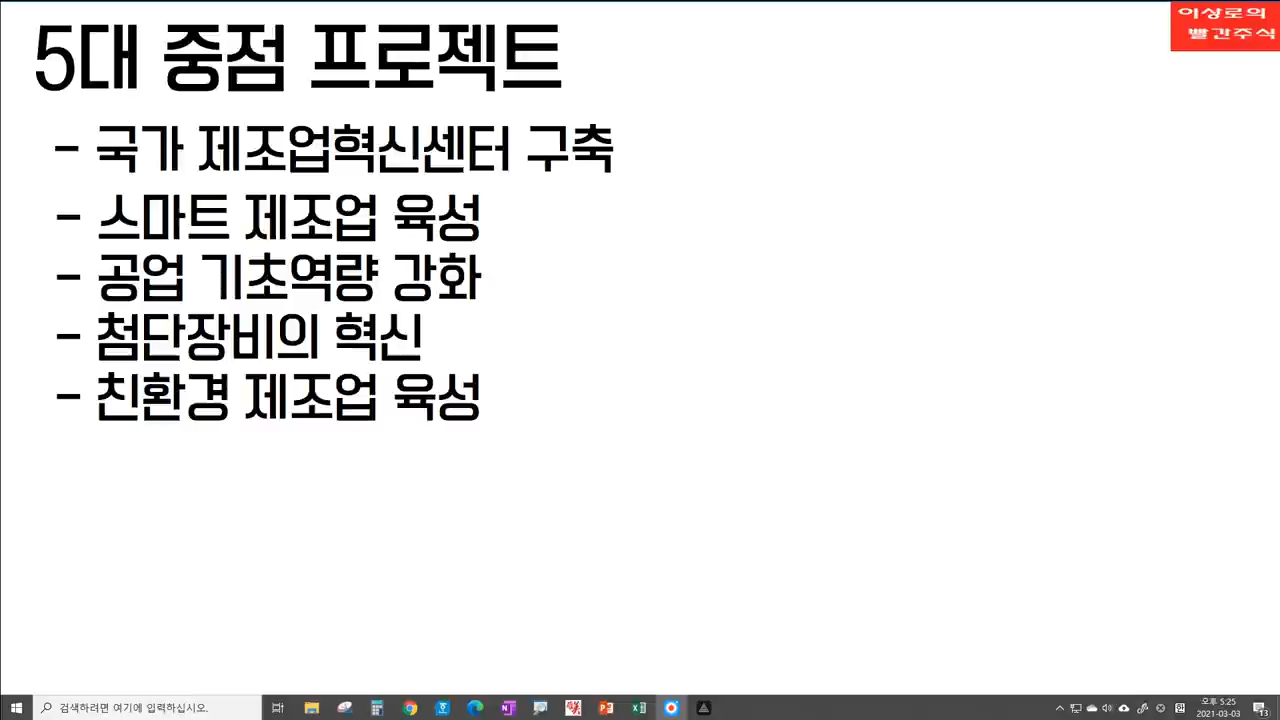 5대 중점 프로젝트
이상로의
빨간주식
- 국가 제조업혁신센터 구축
- 스마트 제조업 육성
- 공업 기초역량 강화
- 첨단장비의 혁신
- 친환경 제조업 육성
검색하려면 여기에 입력하십시오.
오후 5:25
2021-03-03
13